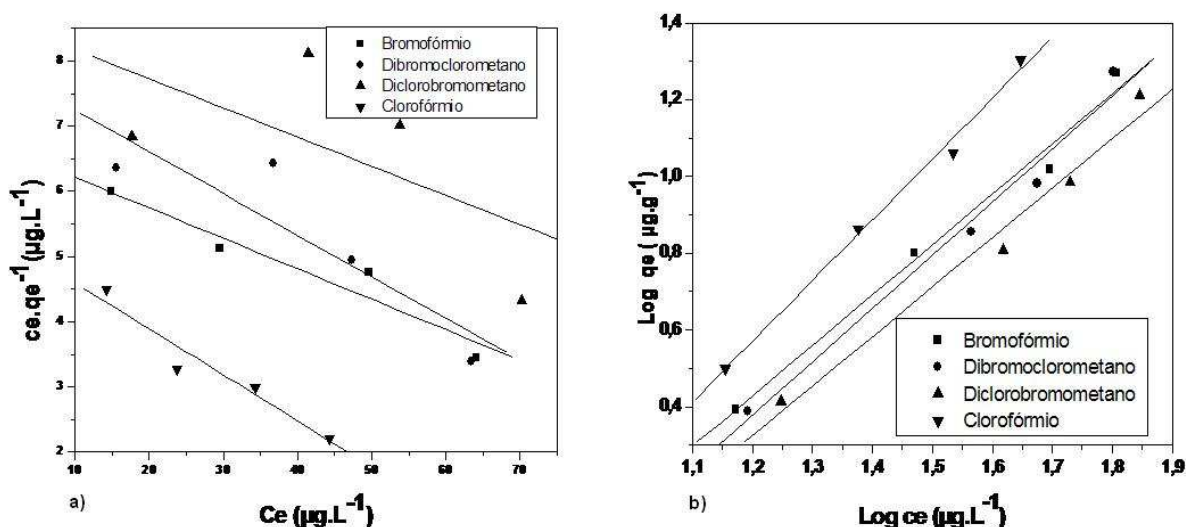 Bromofórmio
Dibromoclorometano
Diclorobromometano
Clorofórmio
ce.qe⁻¹ (µg.L⁻¹)
8
7
6
5
4
3
2
10 20 30 40 50 60 70
a)
Ce (µg.L⁻¹)
Log qe ( µg.g⁻¹)
1,4
1,2
1,0
0,8
0,6
0,4
Bromofórmio
Dibromoclorometano
Diclorobromometano
Clorofórmio
1,1 1,2 1,3 1,4 1,5 1,6 1,7 1,8 1,9
b)
Log ce (µg.L⁻¹)